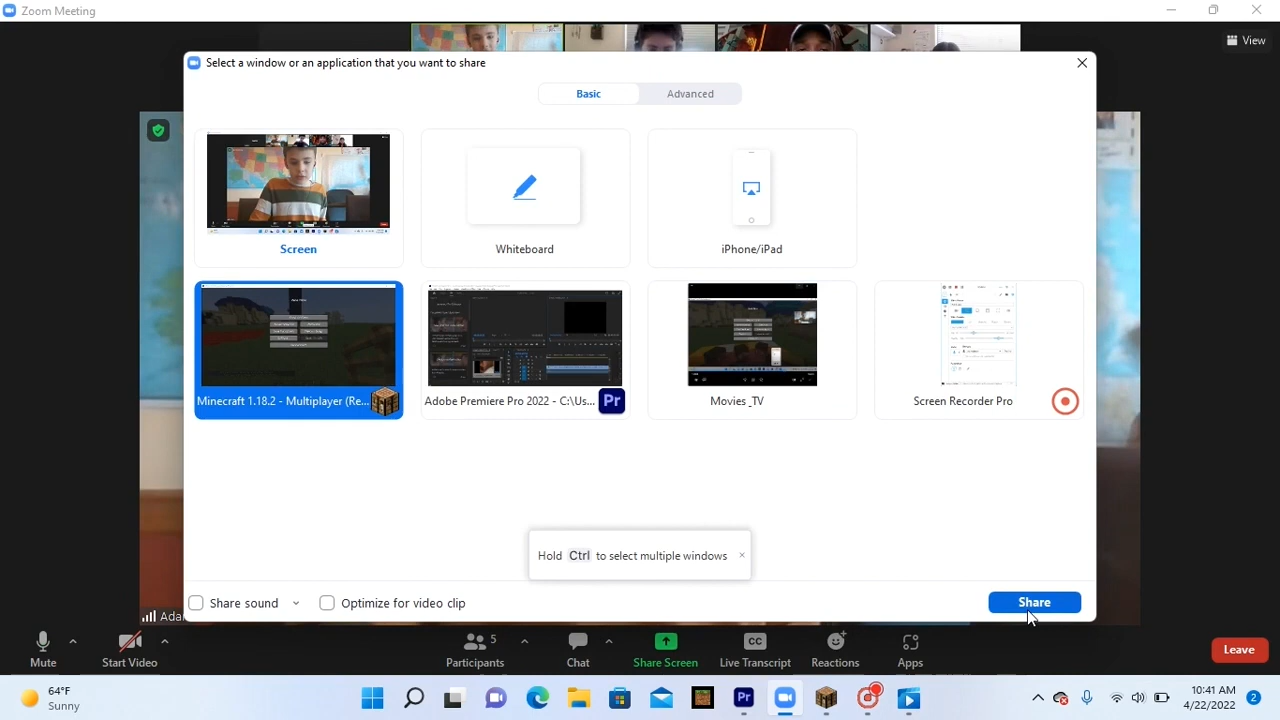 Zoom Meeting
View
Select a window or an application that you want to share
Basic
Advanced
Screen
Whiteboard
iPhone/iPad
Minecraft 1.18.2 - Multiplayer (Re...
Adobe Premiere Pro 2022 - C:\Us...
Pr
Movies _TV
Screen Recorder Pro
Hold Ctrl to select multiple windows
Share sound
Optimize for video clip
Share
Adar
Mute
Start Video
5
Participants
Chat
Share Screen
CC
Live Transcript
Reactions
Apps
Leave
64°F
Sunny
Pr
10:41 AM
4/22/2022
2